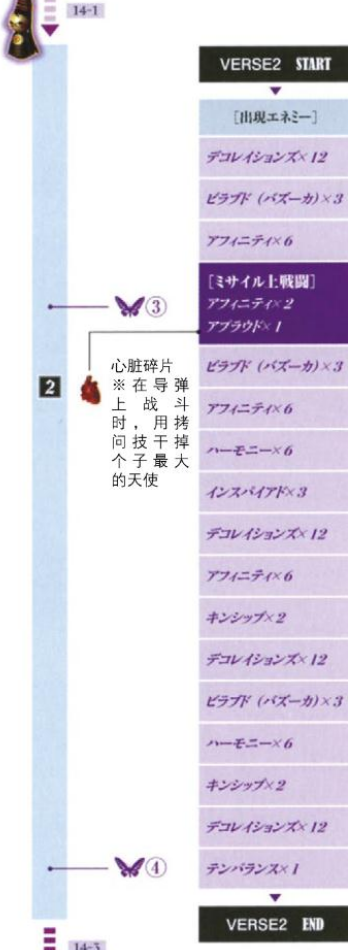 14-1
VERSE2 START
[出現エネミー]
デコレイションズ×12
ビラブド (バズーカ)×3
アフィニティ×6
[ミサイル上戦闘]
アフィニティ×2
アプラウド×1
③
心脏碎片
※在导弹
上战斗
时，用拷
问技干掉
个子最大
的天使
2
ビラブド (バズーカ)×3
アフィニティ×6
ハーモニー×6
インスパイアド×3
デコレイションズ×12
アフィニティ×6
キンシップ×2
デコレイションズ×12
ビラブド (バズーカ)×3
ハーモニー×6
キンシップ×2
デコレイションズ×12
テンパランス×1
④
VERSE2 END
14-3